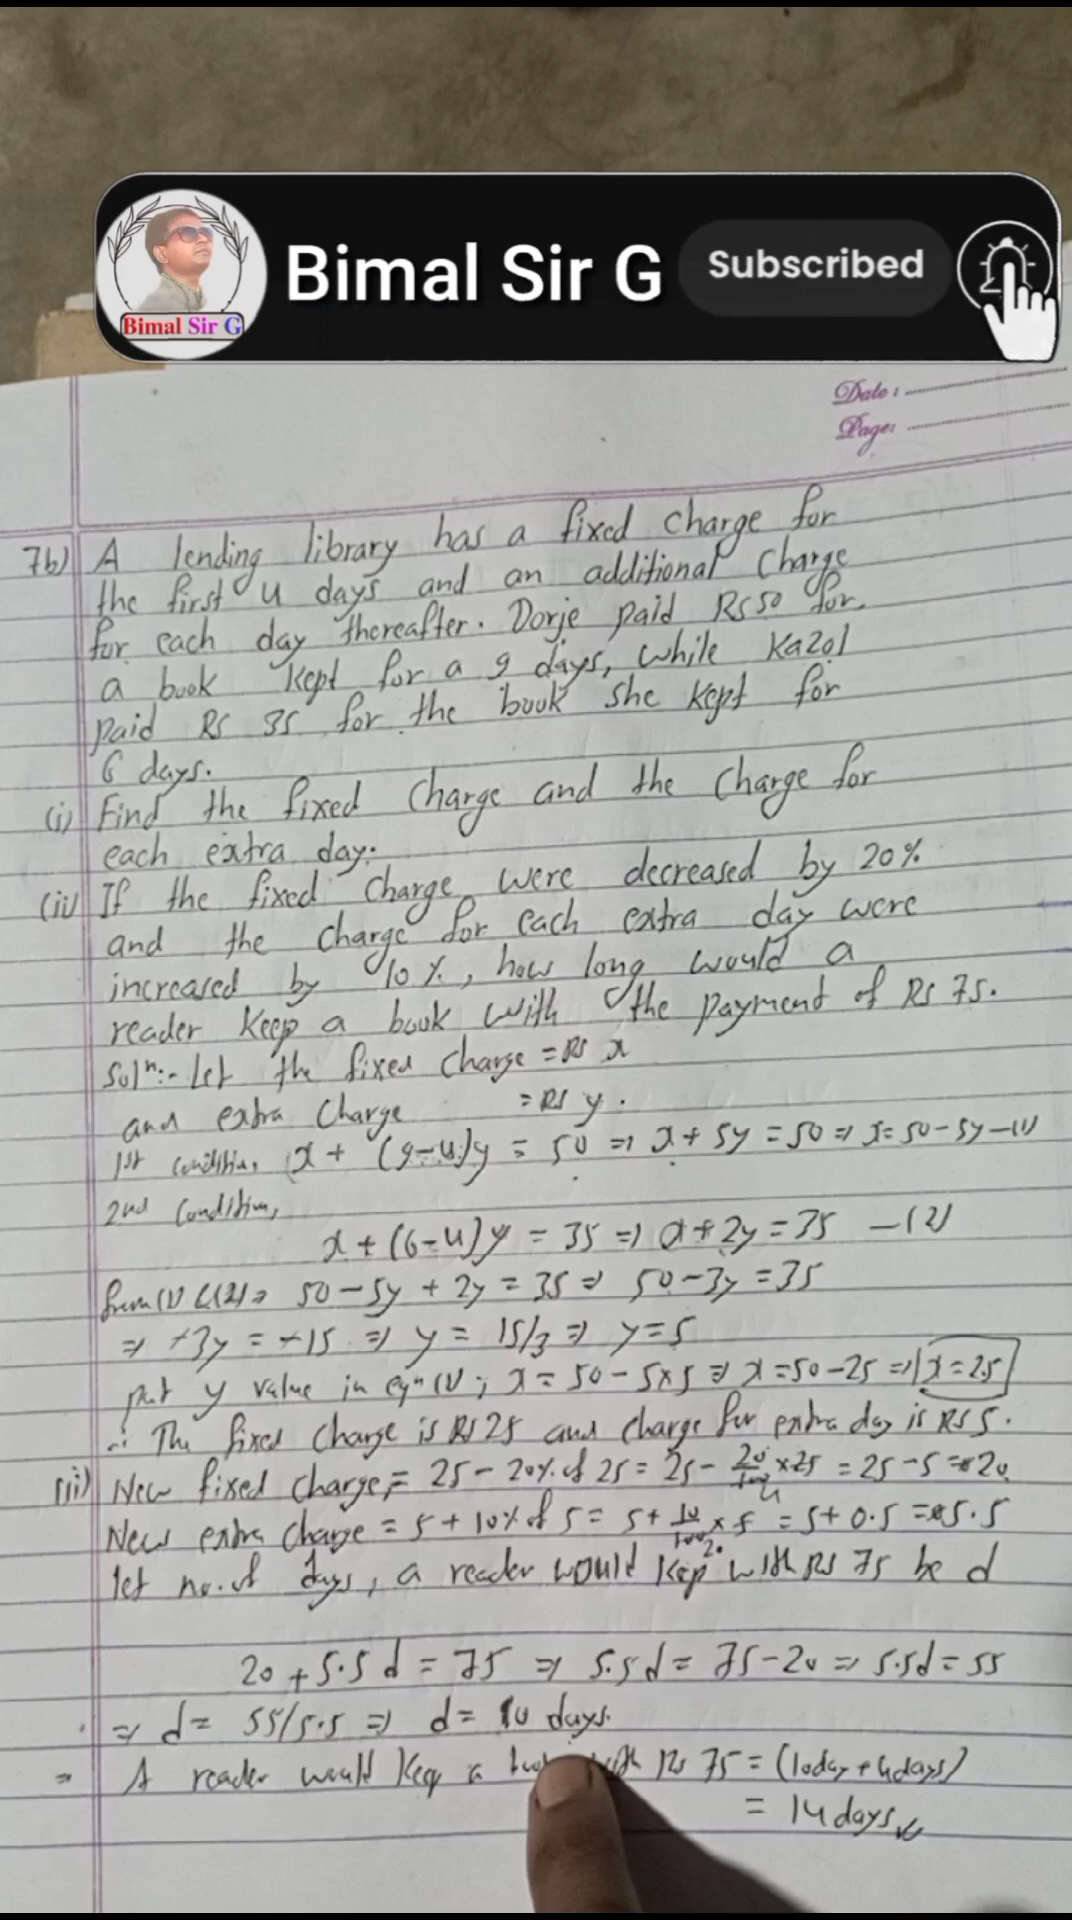 Bimal Sir G
Subscribed
Bimal Sir G
Date:
Page:
7b) A lending library has a fixed charge for
the first 4 days and an additional charge
for each day thereafter. Dorje paid Rs 50 for
a book kept for a 9 days, while Kazol
paid Rs 35 for the book she kept for
6 days.
(i) Find the fixed charge and the charge for
each extra day.
(ii) If the fixed charge were decreased by 20%
and the charge for each extra day were
increased by 10%, how long would a
reader keep a book with the payment of Rs 75.
Solⁿ:- Let the fixed charge = Rs x
and extra charge = Rs y.
1st condition, x + (9-4)y = 50 ⇒ x + 5y = 50 ⇒ x = 50 - 5y - (1)
2nd condition,
x + (6-4)y = 35 ⇒ x + 2y = 35 - (2)
from (1) & (2) ⇒ 50 - 5y + 2y = 35 ⇒ 50 - 3y = 35
⇒ +3y = +15 ⇒ y = 15/3 ⇒ y = 5
put y value in eqⁿ (1); x = 50 - 5×5 ⇒ x = 50 - 25 ⇒ x = 25
∴ The fixed charge is Rs 25 and charge for extra day is Rs 5.
(ii) New fixed charge = 25 - 20% of 25 = 25 - 20/100 × 25 = 25 - 5 = 20
New extra charge = 5 + 10% of 5 = 5 + 10/100 × 5 = 5 + 0.5 = 5.5
let no. of days, a reader would keep with Rs 75 be d
20 + 5.5d = 75 ⇒ 5.5d = 75 - 20 ⇒ 5.5d = 55
⇒ d = 55/5.5 ⇒ d = 10 days.
⇒ A reader would keep a with Rs 75 = (10day + 4days)
= 14 days